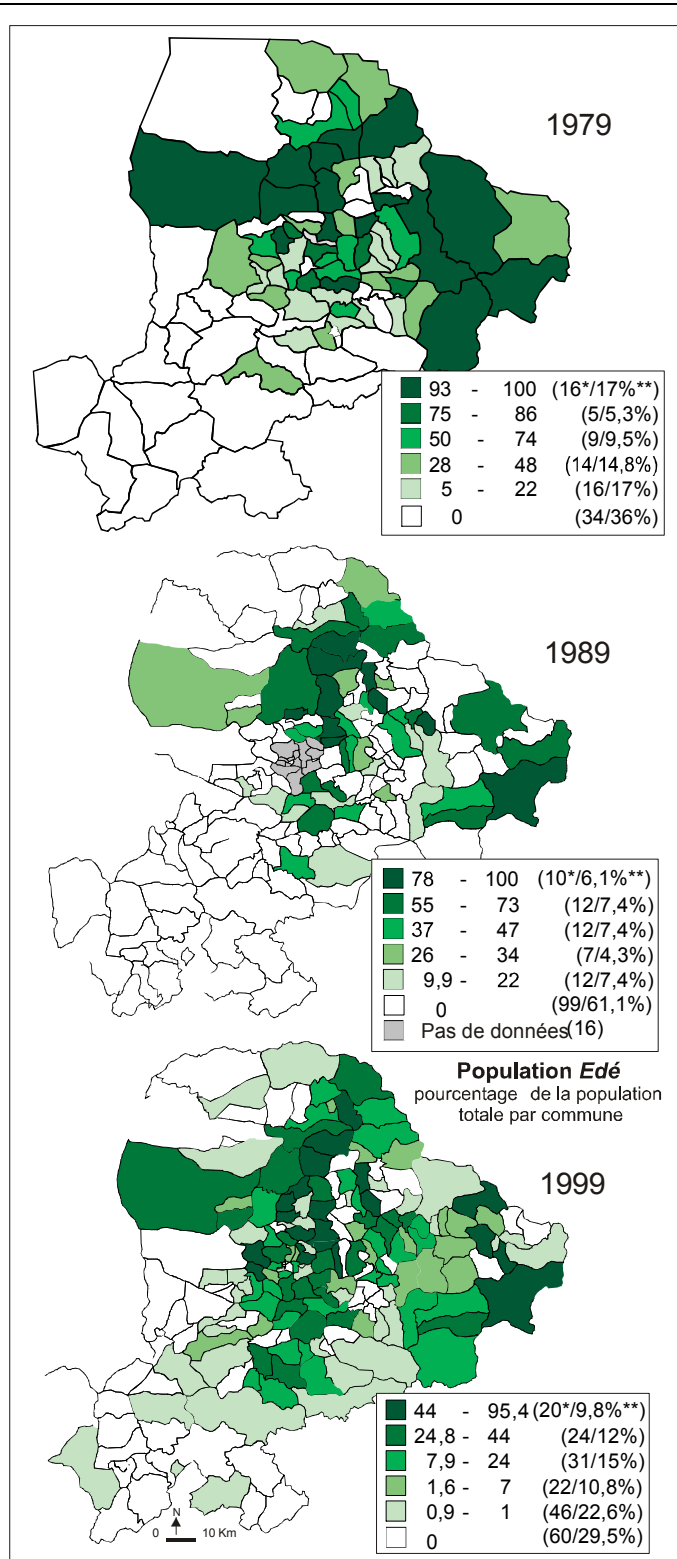 1979
93 - 100 (16*/17%**)
75 - 86 (5/5,3%)
50 - 74 (9/9,5%)
28 - 48 (14/14,8%)
5 - 22 (16/17%)
0 (34/36%)
1989
78 - 100 (10*/6,1%**)
55 - 73 (12/7,4%)
37 - 47 (12/7,4%)
26 - 34 (7/4,3%)
9,9 - 22 (12/7,4%)
0 (99/61,1%)
Pas de données (16)
Population Edé
pourcentage de la population
totale par commune
1999
44 - 95,4 (20*/9,8%**)
24,8 - 44 (24/12%)
7,9 - 24 (31/15%)
1,6 - 7 (22/10,8%)
0,9 - 1 (46/22,6%)
0 (60/29,5%)
N
0 10 Km